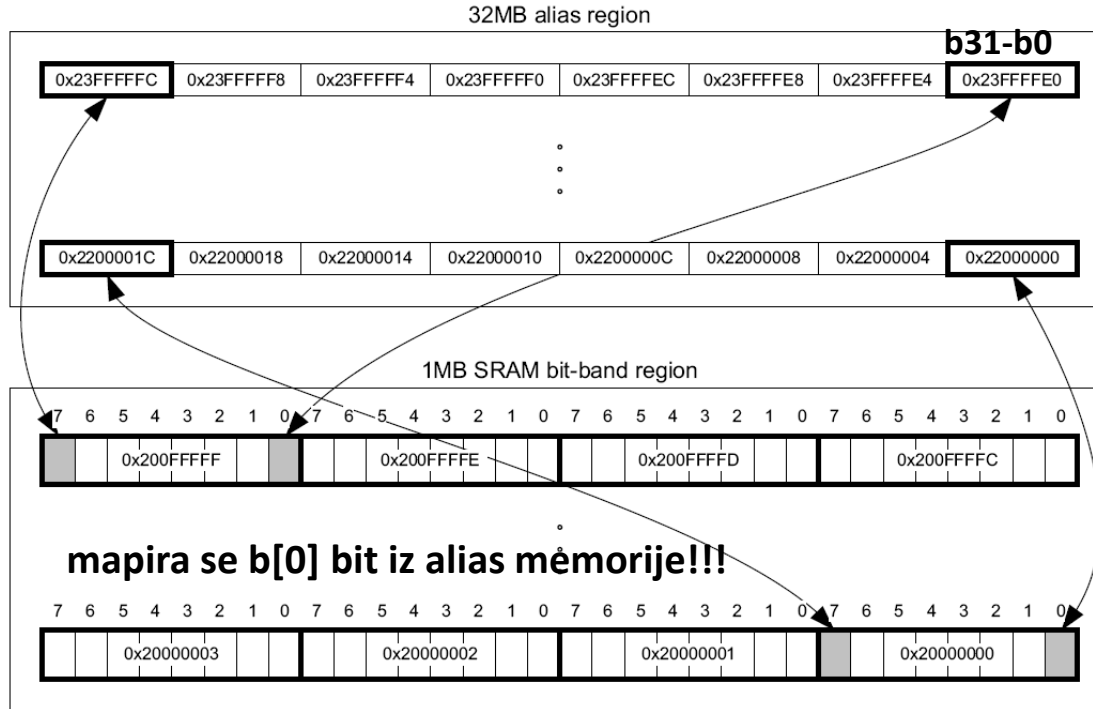 32MB alias region
b31-b0
0x23FFFFFC 0x23FFFFF8 0x23FFFFF4 0x23FFFFF0 0x23FFFFEC 0x23FFFFE8 0x23FFFFE4 0x23FFFFE0
0x2200001C 0x22000018 0x22000014 0x22000010 0x2200000C 0x22000008 0x22000004 0x22000000
1MB SRAM bit-band region
7 6 5 4 3 2 1 0 7 6 5 4 3 2 1 0 7 6 5 4 3 2 1 0 7 6 5 4 3 2 1 0
0x200FFFFF 0x200FFFFE 0x200FFFFD 0x200FFFFC
mapira se b[0] bit iz alias memorije!!!
7 6 5 4 3 2 1 0 7 6 5 4 3 2 1 0 7 6 5 4 3 2 1 0 7 6 5 4 3 2 1 0
0x20000003 0x20000002 0x20000001 0x20000000